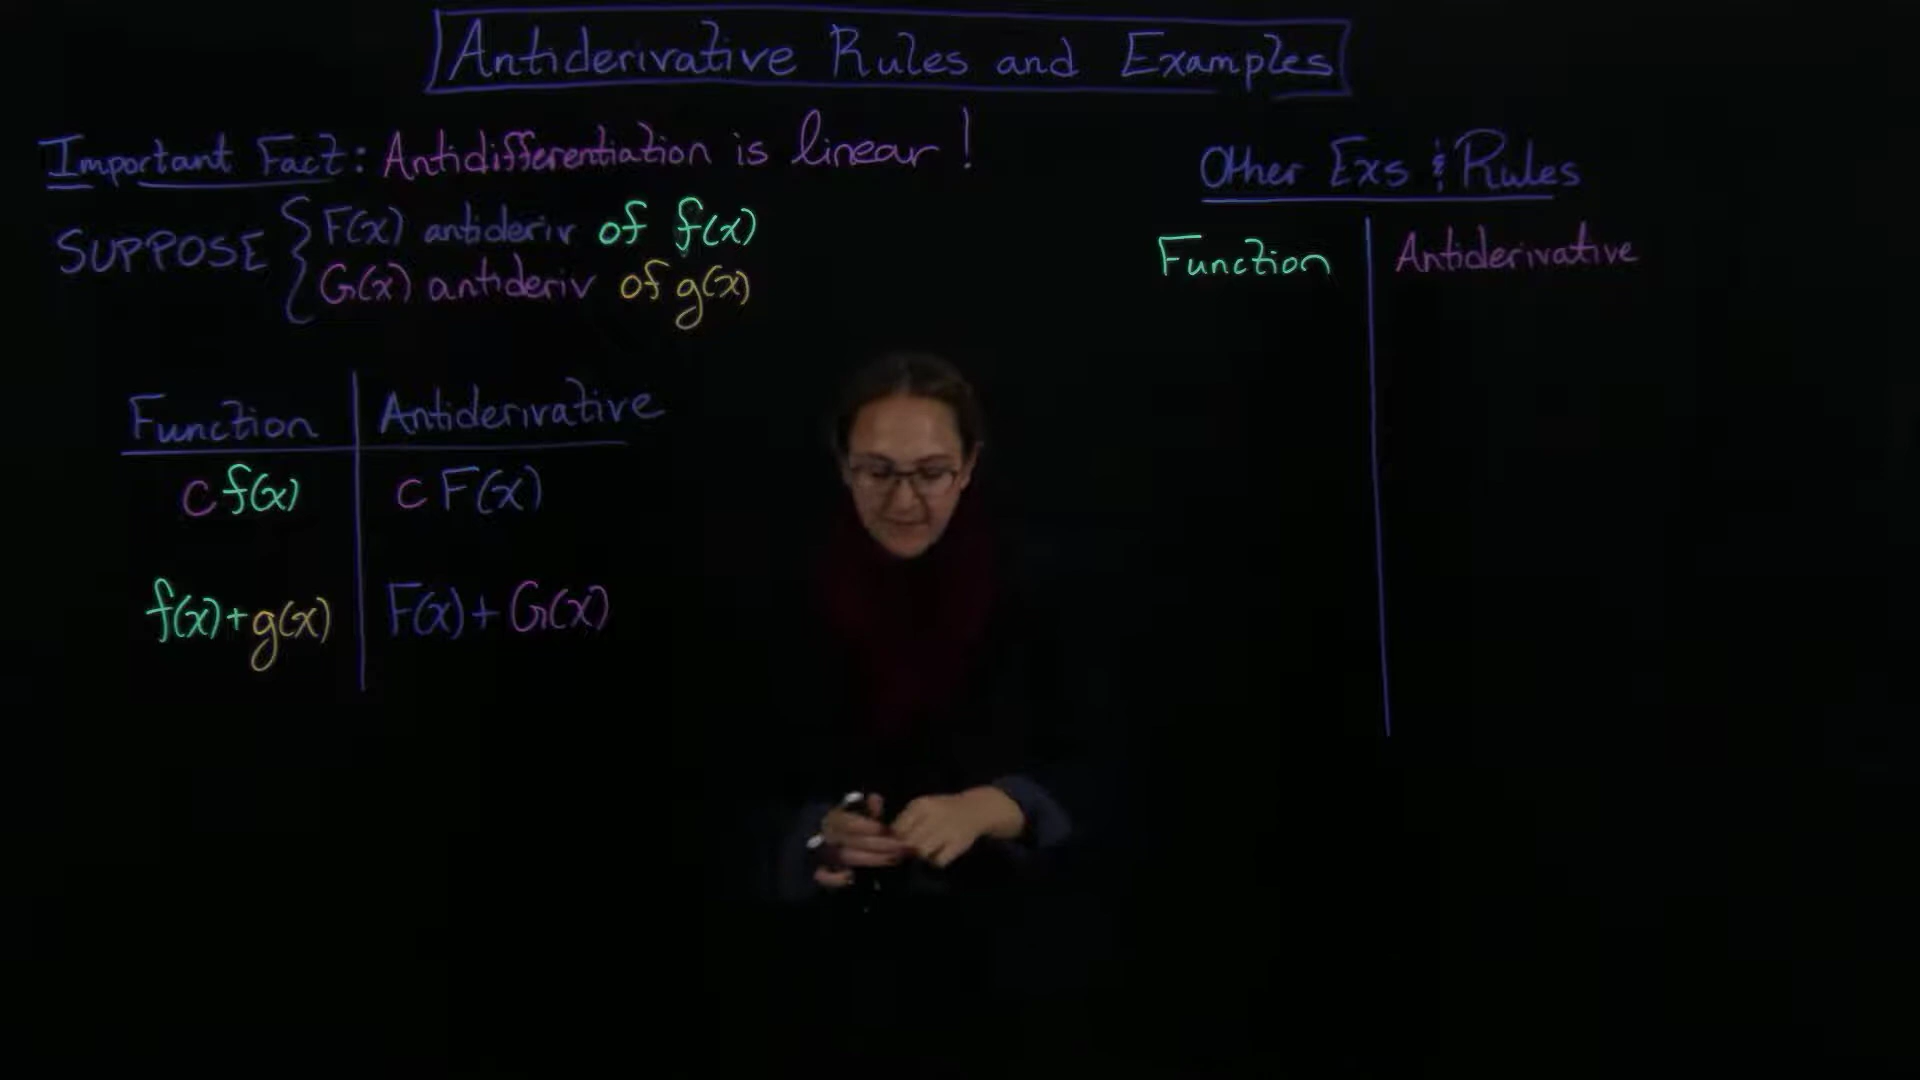 Antiderivative Rules and Examples
Important Fact: Antidifferentiation is linear!
SUPPOSE { F(x) antideriv of f(x)
G(x) antideriv of g(x)
Function | Antiderivative
c f(x) | c F(x)
f(x)+g(x) | F(x)+G(x)
Other Exs & Rules
Function | Antiderivative